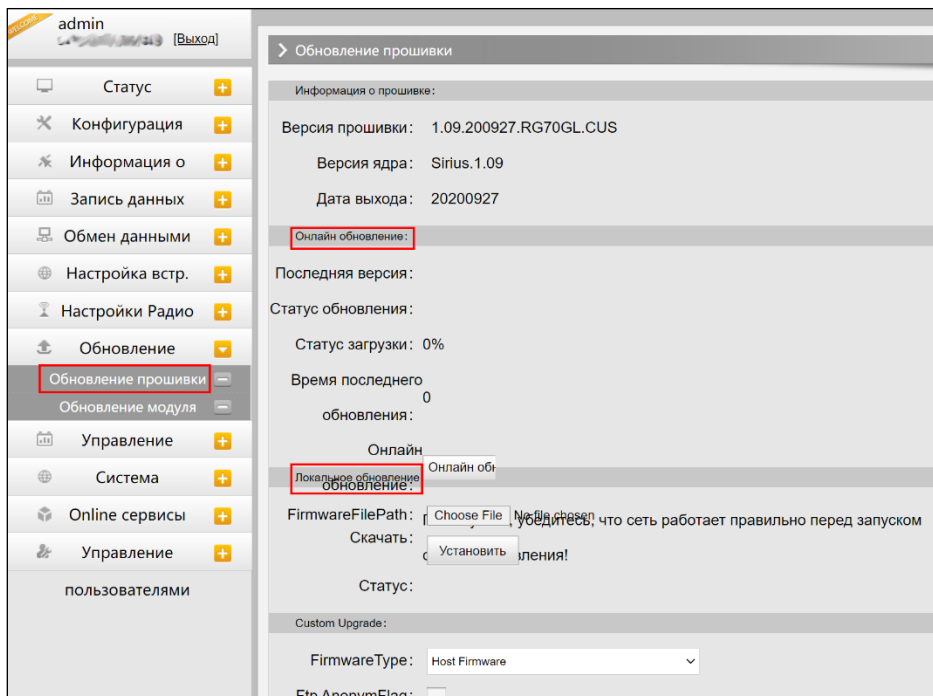 WELCOME
admin
[Выход]
Статус
Конфигурация
Информация о
Запись данных
Обмен данными
Настройка встр.
Настройки Радио
Обновление
Обновление прошивки
Обновление модуля
Управление
Система
Online сервисы
Управление
пользователями
Обновление прошивки
Информация о прошивке:
Версия прошивки: 1.09.200927.RG70GL.CUS
Версия ядра: Sirius.1.09
Дата выхода: 20200927
Онлайн обновление:
Последняя версия:
Статус обновления:
Статус загрузки: 0%
Время последнего
обновления: 0
Онлайн
обновление: Онлайн обн
Локальное обновление
FirmwareFilePath: Choose File No file chosen
убедитесь, что сеть работает правильно перед запуском
Скачать: Установить
Статус:
Custom Upgrade:
FirmwareType: Host Firmware
Ftp AnonymFlag: